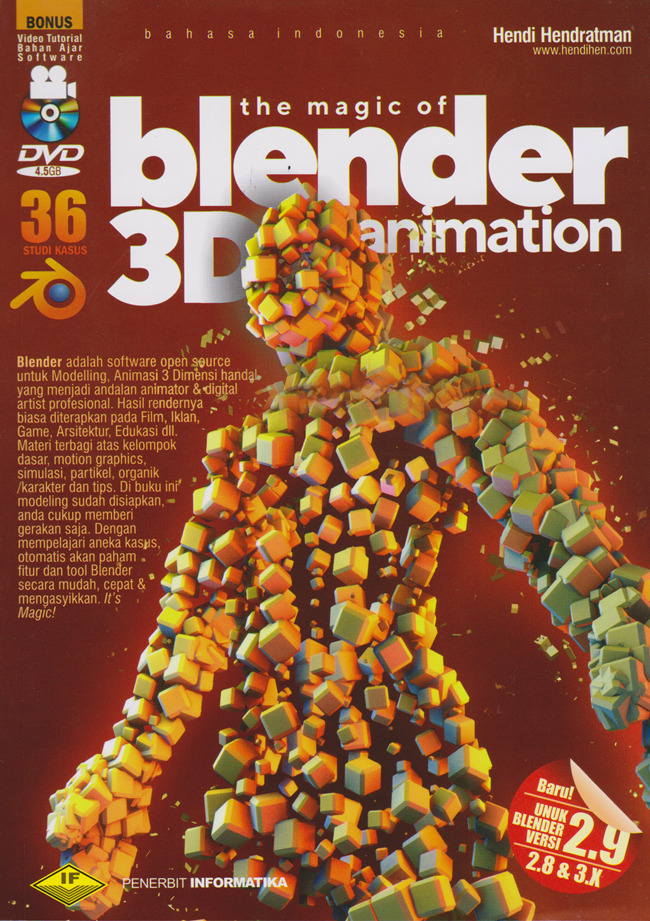 BONUS
Video Tutorial
Bahan Ajar
Software
DVD
4.5GB
36
STUDI KASUS
bahasa indonesia
Hendi Hendratman
www.hendihen.com
the magic of
blender
3D animation
Blender adalah software open source
untuk Modelling, Animasi 3 Dimensi handal
yang menjadi andalan animator & digital
artist profesional. Hasil rendernya
biasa diterapkan pada Film, Iklan,
Game, Arsitektur, Edukasi dll.
Materi terbagi atas kelompok
dasar, motion graphics,
simulasi, partikel, organik
/karakter dan tips. Di buku ini
modeling sudah disiapkan,
anda cukup memberi
gerakan saja. Dengan
mempelajari aneka kasus,
otomatis akan paham
fitur dan tool Blender
secara mudah, cepat &
mengasyikkan. It's
Magic!
Baru!
UNUK
BLENDER
VERSI
2.9
2.8 & 3.X
IF
PENERBIT INFORMATIKA